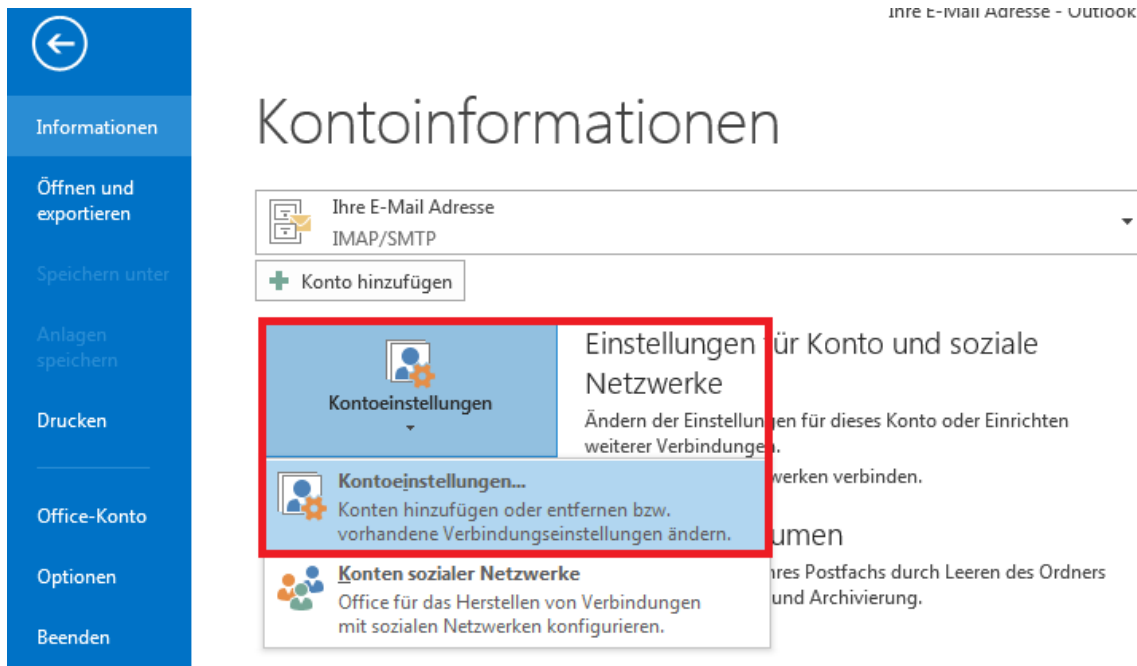 Ihre E-Mail Adresse - Outlook
Informationen
Öffnen und
exportieren
Speichern unter
Anlagen
speichern
Drucken
Office-Konto
Optionen
Beenden
Kontoinformationen
Ihre E-Mail Adresse
IMAP/SMTP
Konto hinzufügen
Kontoeinstellungen
Einstellungen für Konto und soziale
Netzwerke
Ändern der Einstellungen für dieses Konto oder Einrichten
weiterer Verbindungen.
werken verbinden.
Kontoeinstellungen...
Konten hinzufügen oder entfernen bzw.
vorhandene Verbindungseinstellungen ändern.
Konten sozialer Netzwerke
Office für das Herstellen von Verbindungen
mit sozialen Netzwerken konfigurieren.
umen
res Postfachs durch Leeren des Ordners
und Archivierung.